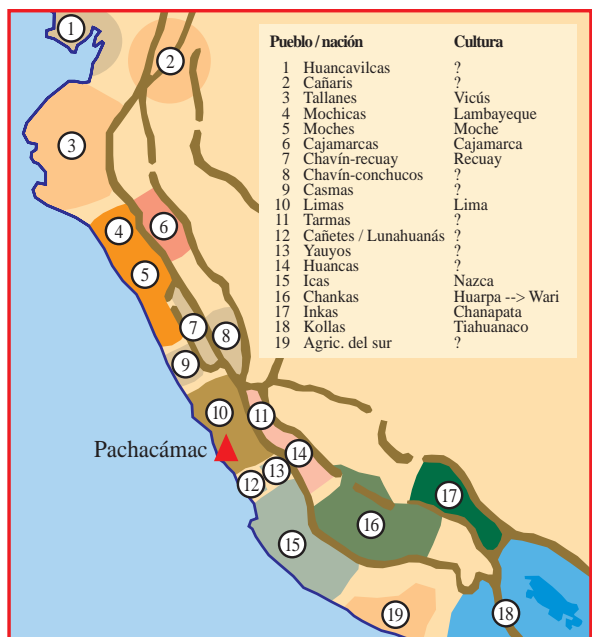 Pueblo / nación Cultura
1 Huancavilcas ?
2 Cañaris ?
3 Tallanes Vicús
4 Mochicas Lambayeque
5 Moches Moche
6 Cajamarcas Cajamarca
7 Chavín-recuay Recuay
8 Chavín-conchucos ?
9 Casmas ?
10 Limas Lima
11 Tarmas ?
12 Cañetes / Lunahuanás ?
13 Yauyos ?
14 Huancas ?
15 Icas Nazca
16 Chankas Huarpa --> Wari
17 Inkas Chanapata
18 Kollas Tiahuanaco
19 Agric. del sur ?
1
2
3
4
6
5
7
8
9
10
11
Pachacámac
14
13
12
17
16
15
19
18